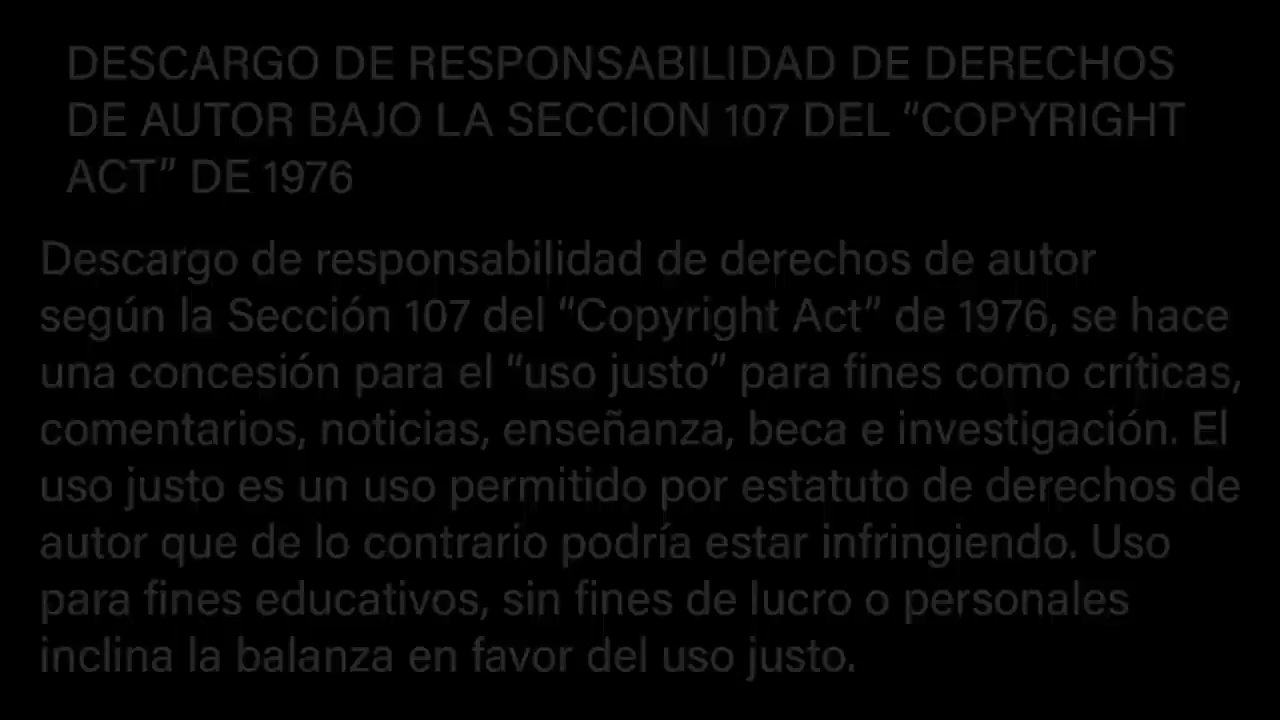 DESCARGO DE RESPONSABILIDAD DE DERECHOS
DE AUTOR BAJO LA SECCION 107 DEL “COPYRIGHT
ACT” DE 1976
Descargo de responsabilidad de derechos de autor
según la Sección 107 del “Copyright Act” de 1976, se hace
una concesión para el “uso justo” para fines como críticas,
comentarios, noticias, enseñanza, beca e investigación. El
uso justo es un uso permitido por estatuto de derechos de
autor que de lo contrario podría estar infringiendo. Uso
para fines educativos, sin fines de lucro o personales
inclina la balanza en favor del uso justo.